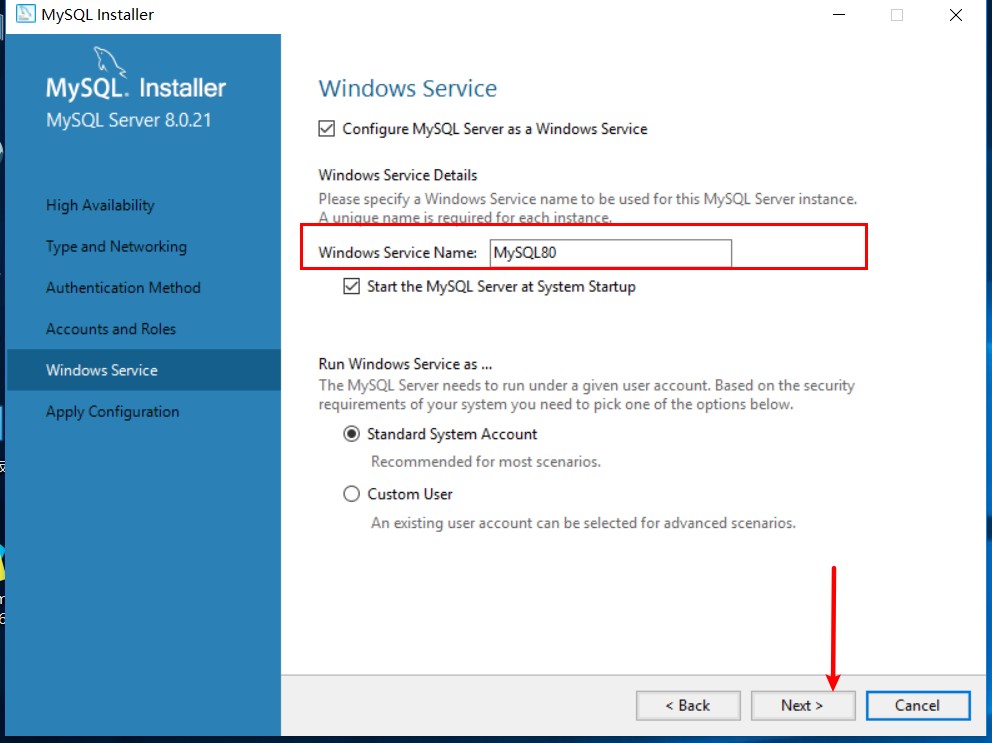 MySQL Installer
MySQL. Installer
MySQL Server 8.0.21
High Availability
Type and Networking
Authentication Method
Accounts and Roles
Windows Service
Apply Configuration
Windows Service
Configure MySQL Server as a Windows Service
Windows Service Details
Please specify a Windows Service name to be used for this MySQL Server instance.
A unique name is required for each instance.
Windows Service Name: MySQL80
Start the MySQL Server at System Startup
Run Windows Service as ...
The MySQL Server needs to run under a given user account. Based on the security
requirements of your system you need to pick one of the options below.
Standard System Account
Recommended for most scenarios.
Custom User
An existing user account can be selected for advanced scenarios.
< Back
Next >
Cancel